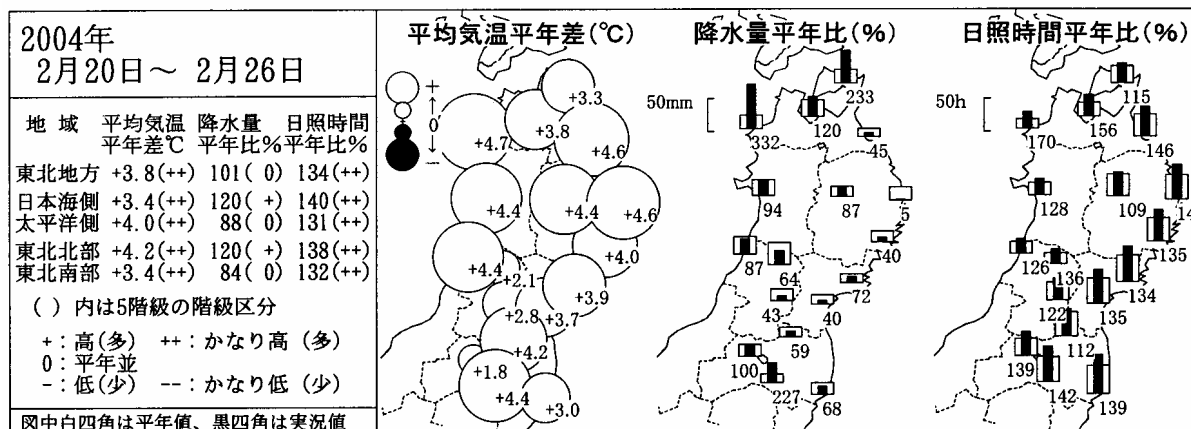 2004年
2月20日～ 2月26日
地 域 平均気温 降水量 日照時間
平年差℃ 平年比% 平年比%
東北地方 +3.8(++) 101( 0) 134(++)
日本海側 +3.4(++) 120( +) 140(++)
太平洋側 +4.0(++) 88( 0) 131(++)
東北北部 +4.2(++) 120( +) 138(++)
東北南部 +3.4(++) 84( 0) 132(++)
( ) 内は5階級の階級区分
+：高(多) ++：かなり高 (多)
0：平年並
-：低(少) --：かなり低 (少)
図中白四角は平年値、黒四角は実況値
平均気温平年差(℃)
+
0
-
+3.3
+3.8
+4.7
+4.6
+4.4
+4.4
+4.6
+4.0
+4.4
+2.1
+3.9
+2.8
+3.7
+4.2
+1.8
+4.4
+3.0
降水量平年比(%)
50mm
233
120
332
45
94
87
5
40
87
64
72
43
40
59
100
227
68
日照時間平年比(%)
50h
115
156
170
146
128
109
14
135
126
136
134
122
135
112
139
142
139